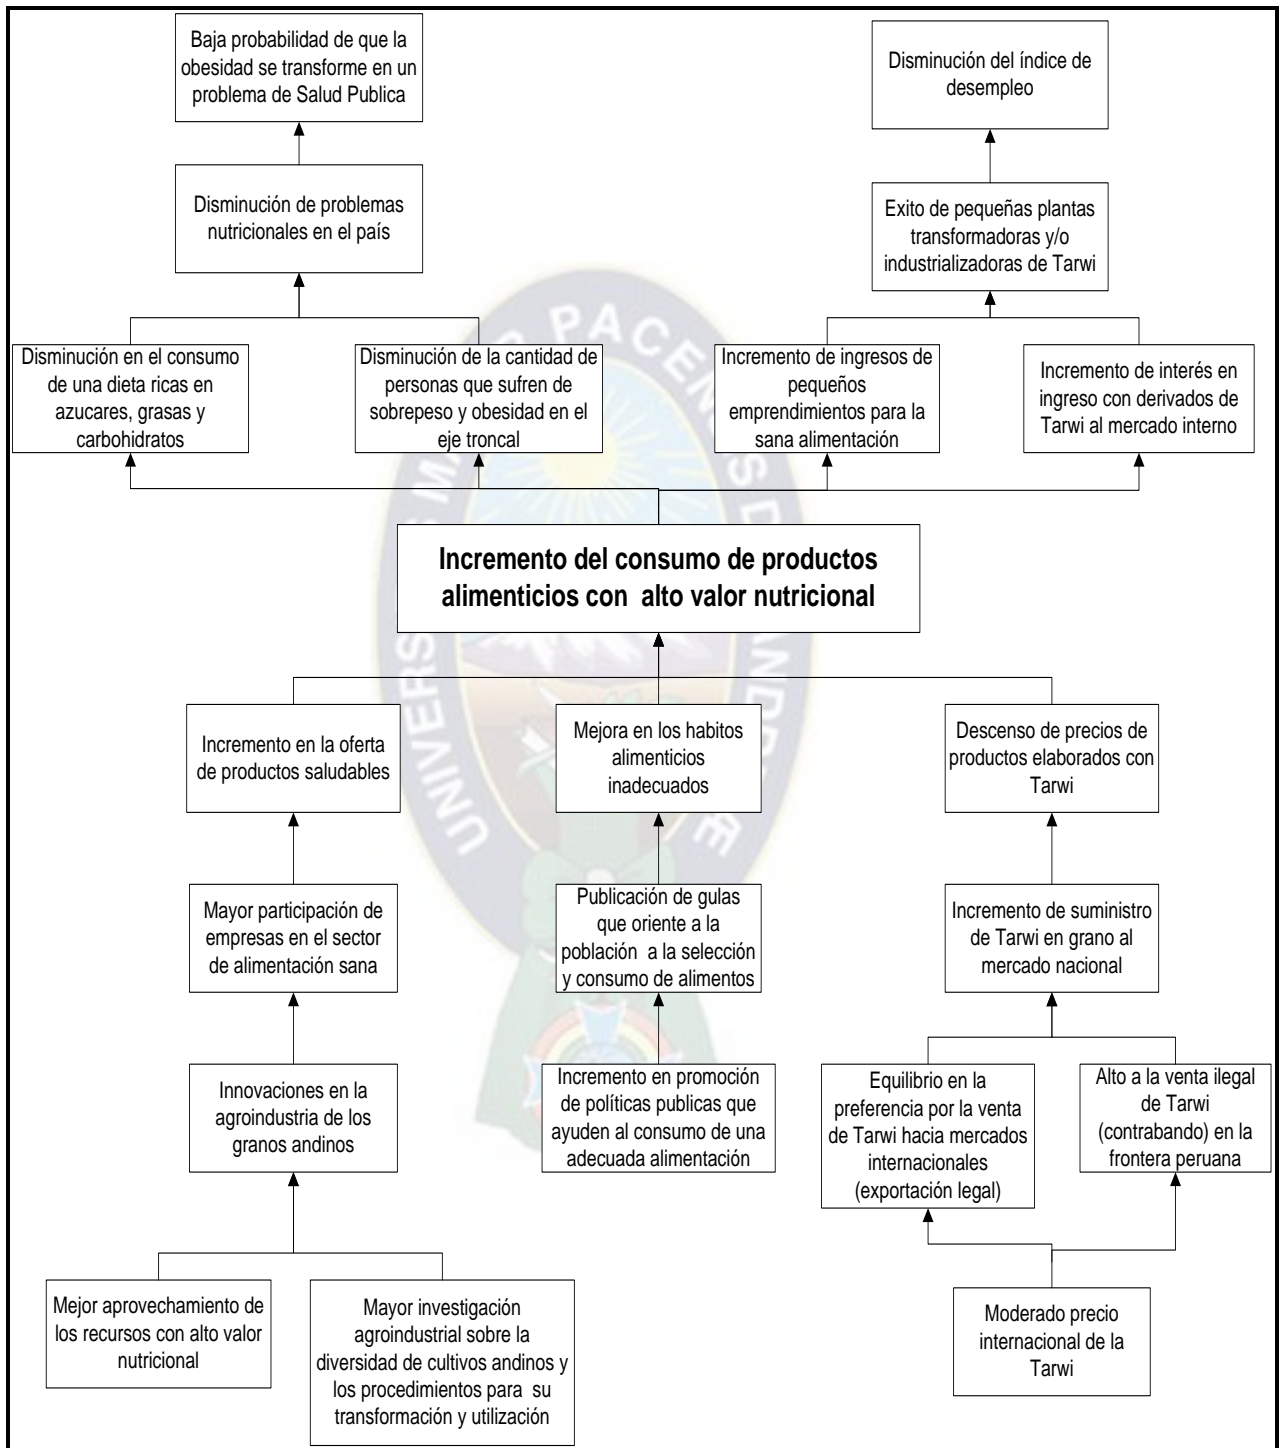 Baja probabilidad de que la
obesidad se transforme en un
problema de Salud Publica
Disminución del índice de
desempleo
Disminución de problemas
nutricionales en el país
Exito de pequeñas plantas
transformadoras y/o
industrializadoras de Tarwi
Disminución en el consumo
de una dieta ricas en
azucares, grasas y
carbohidratos
Disminución de la cantidad de
personas que sufren de
sobrepeso y obesidad en el
eje troncal
Incremento de ingresos de
pequeños
emprendimientos para la
sana alimentación
Incremento de interés en
ingreso con derivados de
Tarwi al mercado interno
Incremento del consumo de productos
alimenticios con alto valor nutricional
Incremento en la oferta
de productos saludables
Mejora en los habitos
alimenticios
inadecuados
Descenso de precios de
productos elaborados con
Tarwi
Mayor participación de
empresas en el sector
de alimentación sana
Publicación de gulas
que oriente a la
población a la selección
y consumo de alimentos
Incremento de suministro
de Tarwi en grano al
mercado nacional
Innovaciones en la
agroindustria de los
granos andinos
Incremento en promoción
de políticas publicas que
ayuden al consumo de una
adecuada alimentación
Equilibrio en la
preferencia por la venta
de Tarwi hacia mercados
internacionales
(exportación legal)
Alto a la venta ilegal
de Tarwi
(contrabando) en la
frontera peruana
Mejor aprovechamiento de
los recursos con alto valor
nutricional
Mayor investigación
agroindustrial sobre la
diversidad de cultivos andinos y
los procedimientos para su
transformación y utilización
Moderado precio
internacional de la
Tarwi